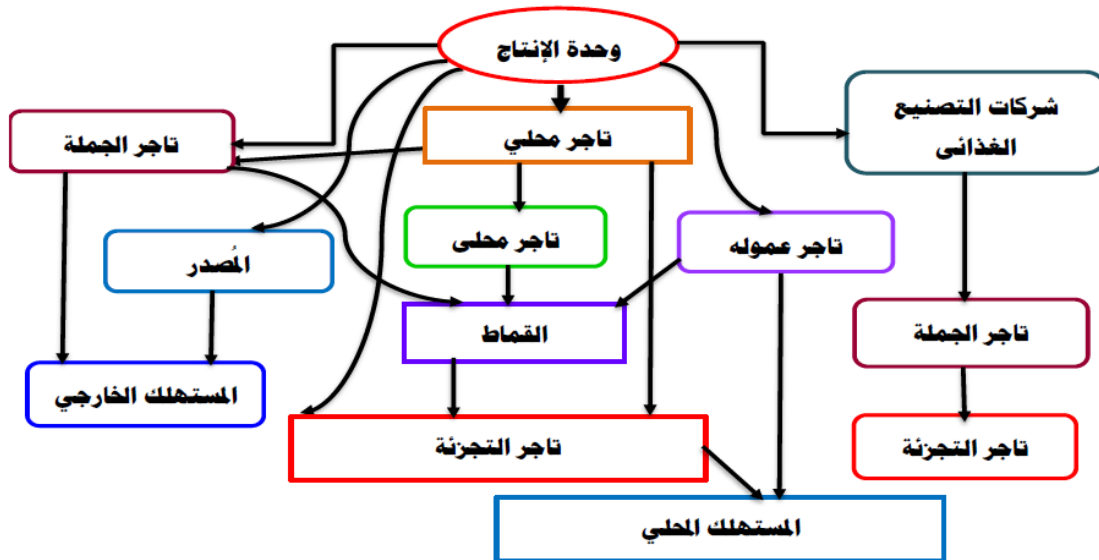 وحدة الإنتاج
شركات التصنيع
الغذائى
تاجر محلي
تاجر الجملة
تاجر عموله
تاجر محلى
المُصدر
القماط
تاجر الجملة
المستهلك الخارجي
تاجر التجزئة
تاجر التجزئة
المستهلك المحلي